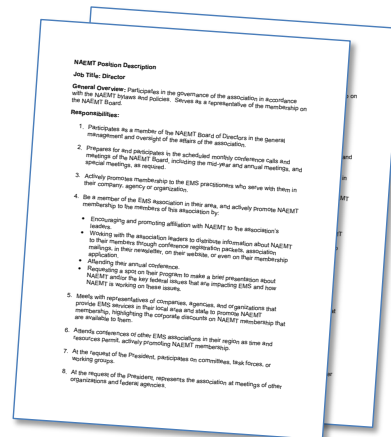 NAEMT Position Description
Job Title: Director
General Overview: Participates in the governance of the association in accordance
with the NAEMT bylaws and policies. Serves as a representative of the membership on
the NAEMT Board.
Responsibilities:
1. Participates as a member of the NAEMT Board of Directors in the general
management and oversight of the affairs of the association.
2. Prepares for and participates in the scheduled monthly conference calls and
meetings of the NAEMT Board, including the mid-year and annual meetings, and
special meetings, as required.
3. Actively promotes membership to the EMS practitioners who serve with them in
their company, agency or organization.
4. Be a member of the EMS association in their area, and actively promote NAEMT
membership to the members of this association by:
• Encouraging and promoting affiliation with NAEMT to the association's
leaders.
• Working with the association leaders to distribute information about NAEMT
to their members through conference registration packets, association
mailings, in their newsletter, on their website, or even on their membership
application.
• Attending their annual conference.
• Requesting a spot on their program to make a brief presentation about
NAEMT and/or the key federal issues that are impacting EMS and how
NAEMT is working on these issues.
5. Meets with representatives of companies, agencies, and organizations that
provide EMS services in their local area and state to promote NAEMT
membership, highlighting the corporate discounts on NAEMT membership that
are available to them.
6. Attends conferences of other EMS associations in their region as time and
resources permit, actively promoting NAEMT membership.
7. At the request of the President, participates on committees, task forces, or
working groups.
8. At the request of the President, represents the association at meetings of other
organizations and federal agencies.
on
and
in